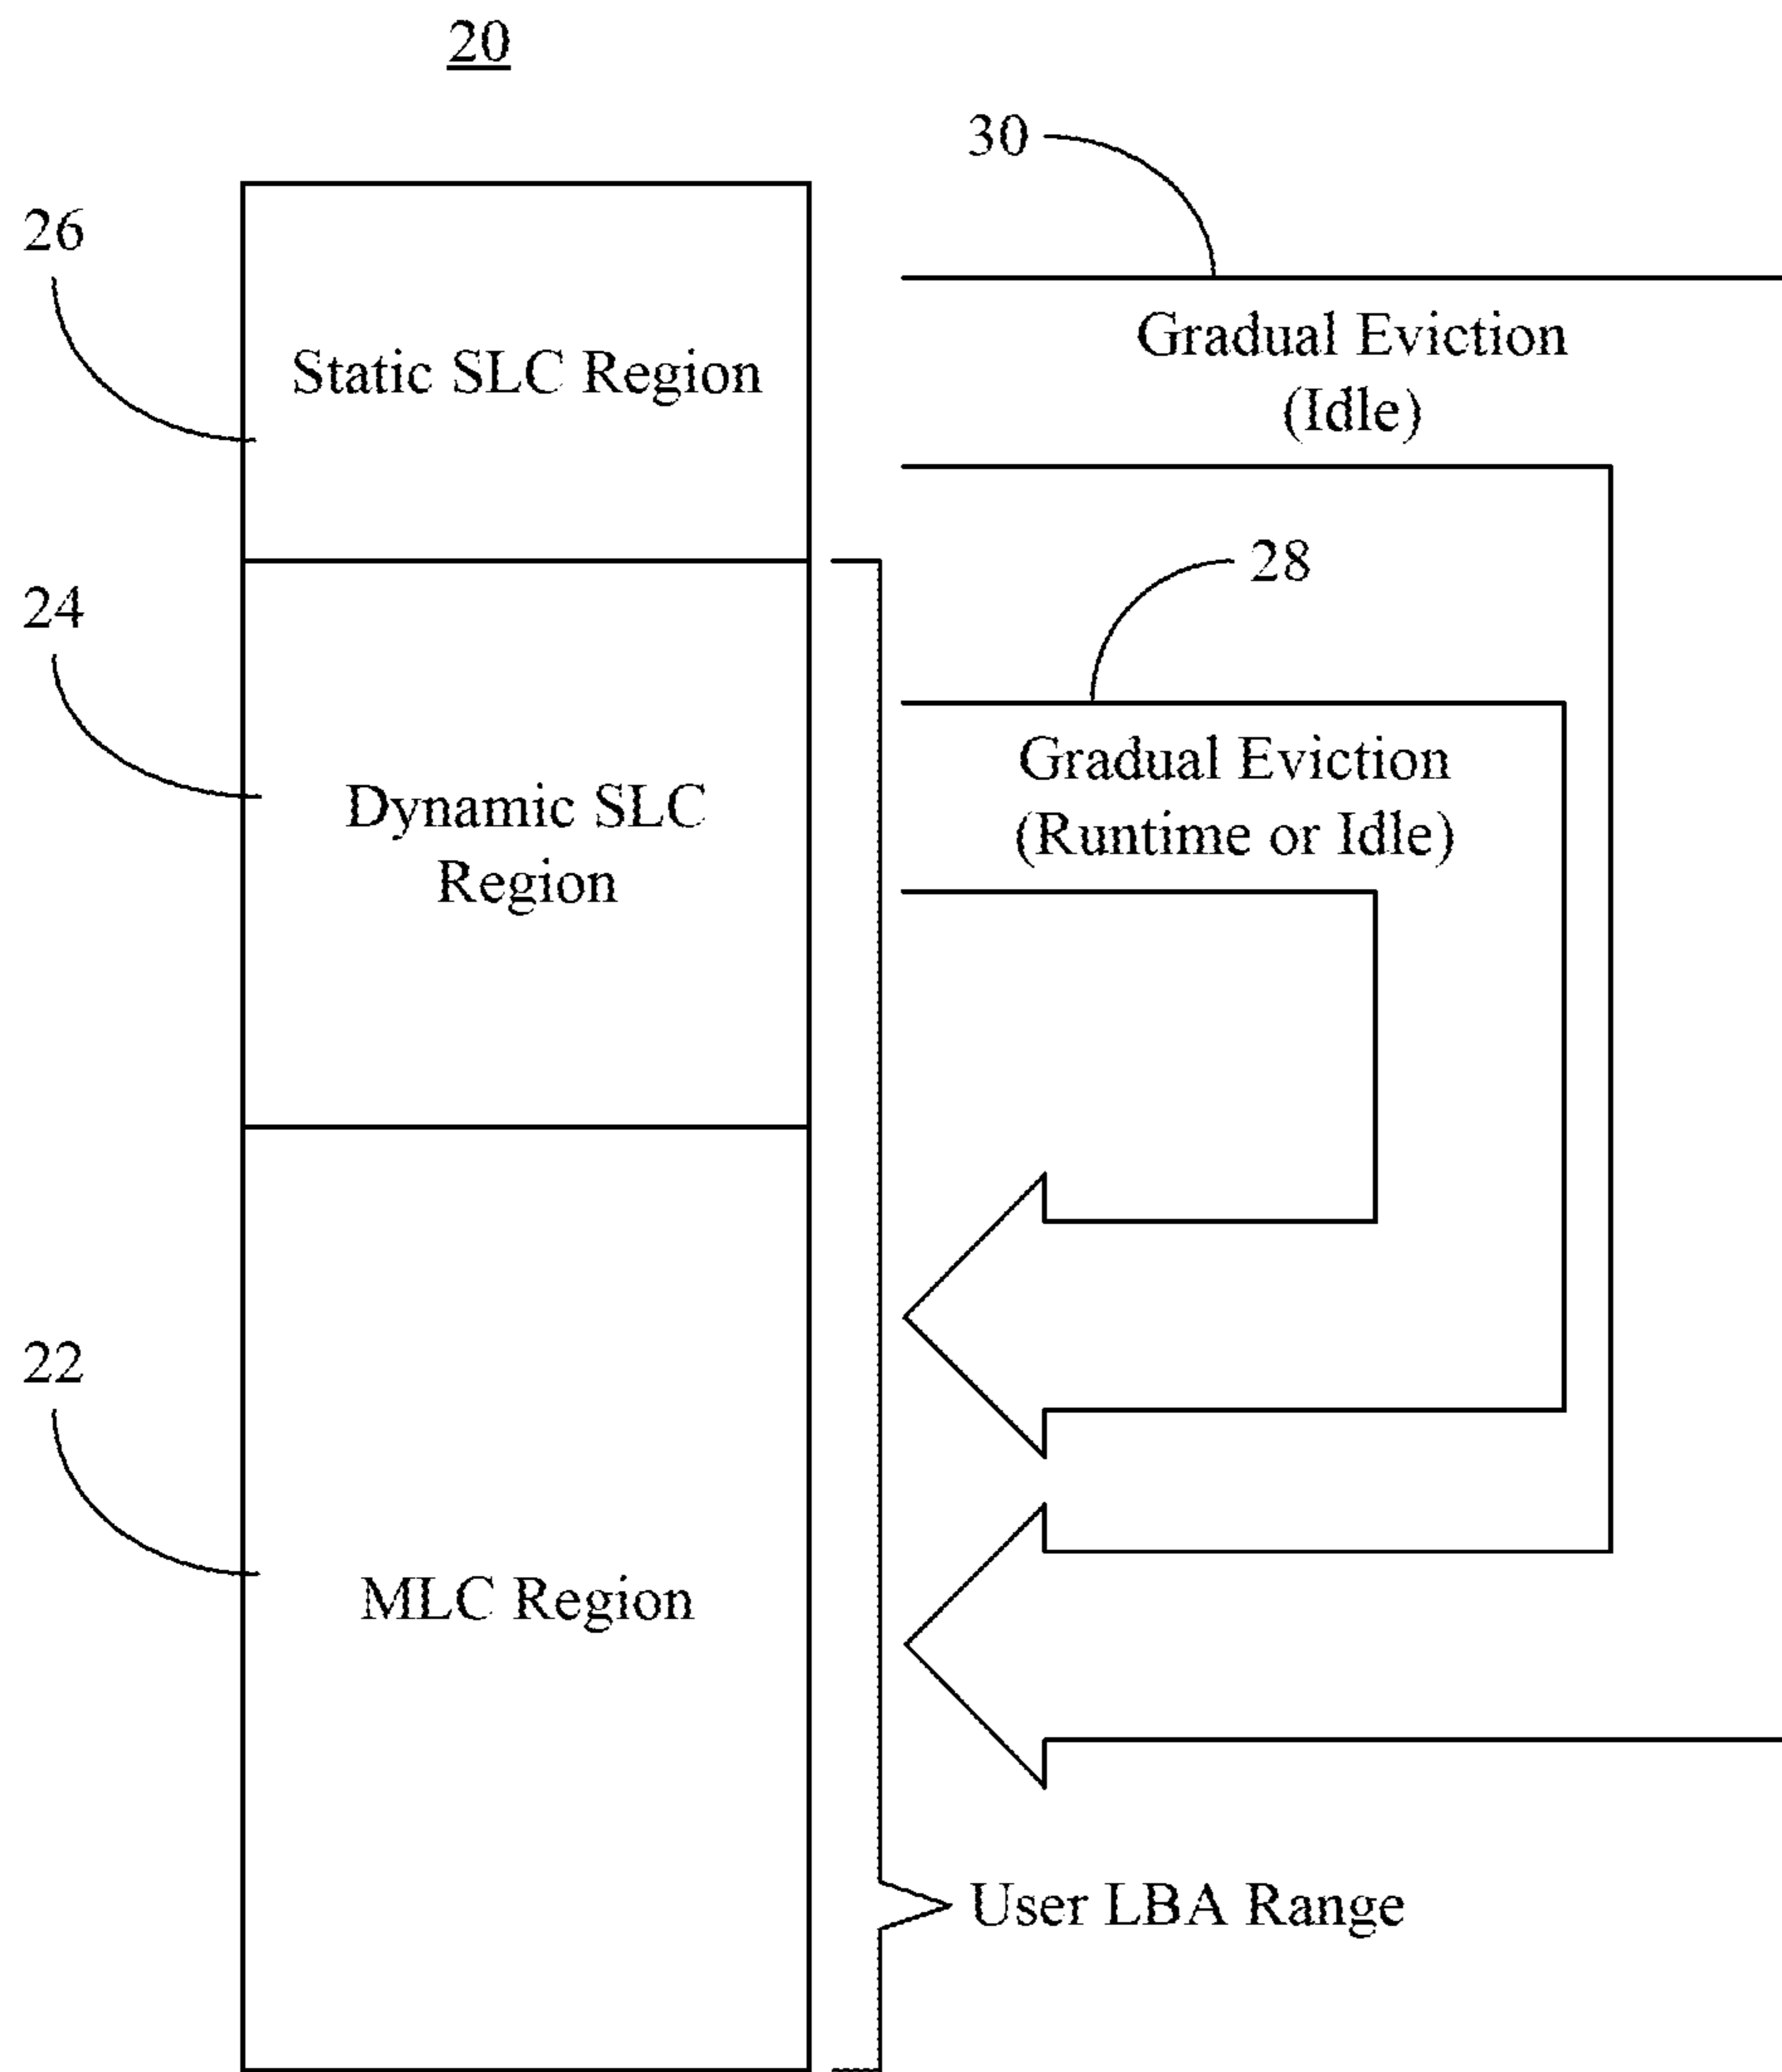 20
30
26
Gradual Eviction
(Idle)
Static SLC Region
28
24
Gradual Eviction
(Runtime or Idle)
Dynamic SLC
Region
22
MLC Region
User LBA Range